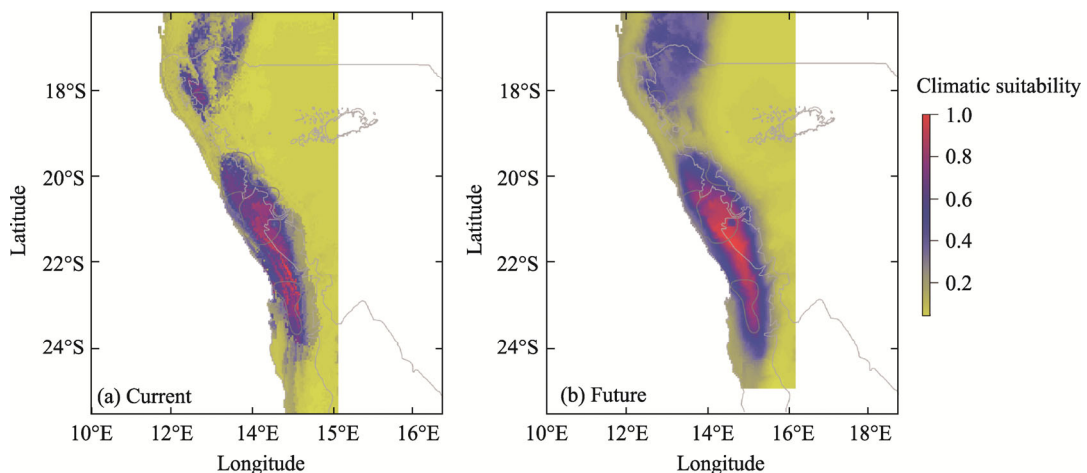 18°S
20°S
22°S
24°S
Latitude
(a) Current
10°E 12°E 14°E 15°E 16°E
Longitude
18°S
20°S
22°S
24°S
Latitude
(b) Future
10°E 12°E 14°E 16°E 18°E
Longitude
Climatic suitability
1.0
0.8
0.6
0.4
0.2